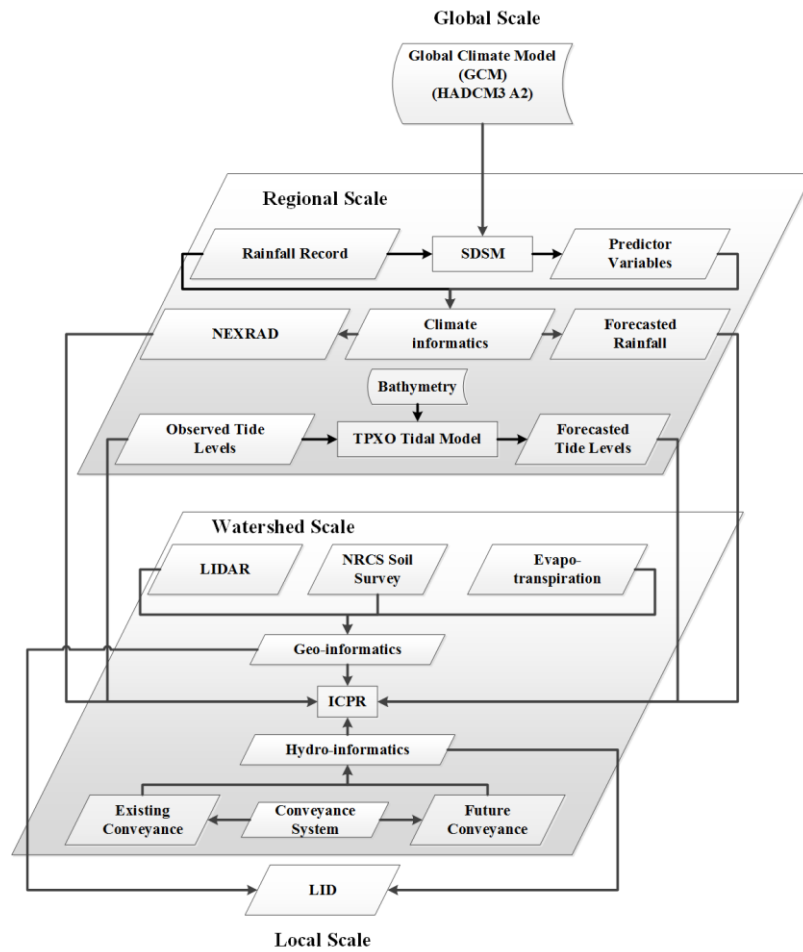 Global Scale
Global Climate Model
(GCM)
(HADCM3 A2)
Regional Scale
Rainfall Record
SDSM
Predictor
Variables
NEXRAD
Climate
informatics
Forecasted
Rainfall
Bathymetry
Observed Tide
Levels
TPXO Tidal Model
Forecasted
Tide Levels
Watershed Scale
LIDAR
NRCS Soil
Survey
Evapo-
transpiration
Geo-informatics
ICPR
Hydro-informatics
Existing
Conveyance
Conveyance
System
Future
Conveyance
LID
Local Scale